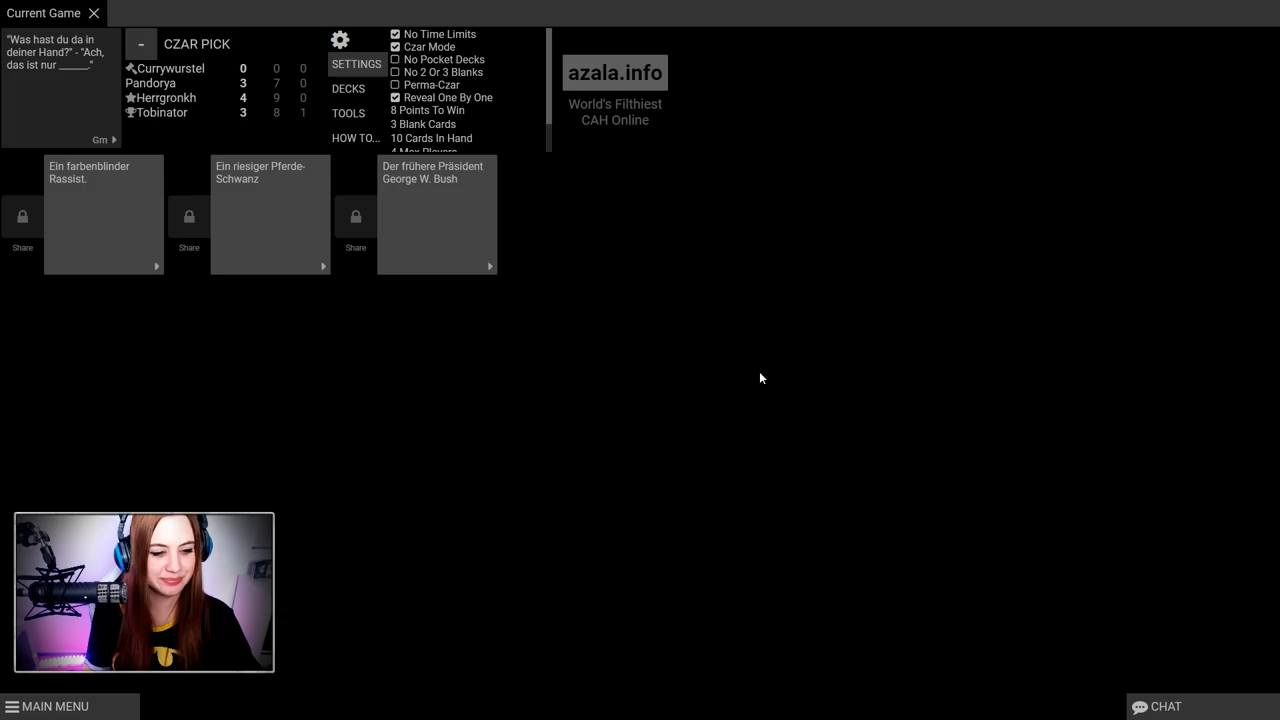 Current Game
"Was hast du da in
deiner Hand?" - "Ach,
das ist nur ______."
Gm
- CZAR PICK
Currywurstel 0 0 0
Pandorya 3 7 0
Herrgronkh 4 9 0
Tobinator 3 8 1
SETTINGS
DECKS
TOOLS
HOW TO...
No Time Limits
Czar Mode
No Pocket Decks
No 2 Or 3 Blanks
Perma-Czar
Reveal One By One
8 Points To Win
3 Blank Cards
10 Cards In Hand
4 Max Players
azala.info
World's Filthiest
CAH Online
Share
Ein farbenblinder
Rassist.
Share
Ein riesiger Pferde-
Schwanz
Share
Der frühere Präsident
George W. Bush
MAIN MENU
CHAT